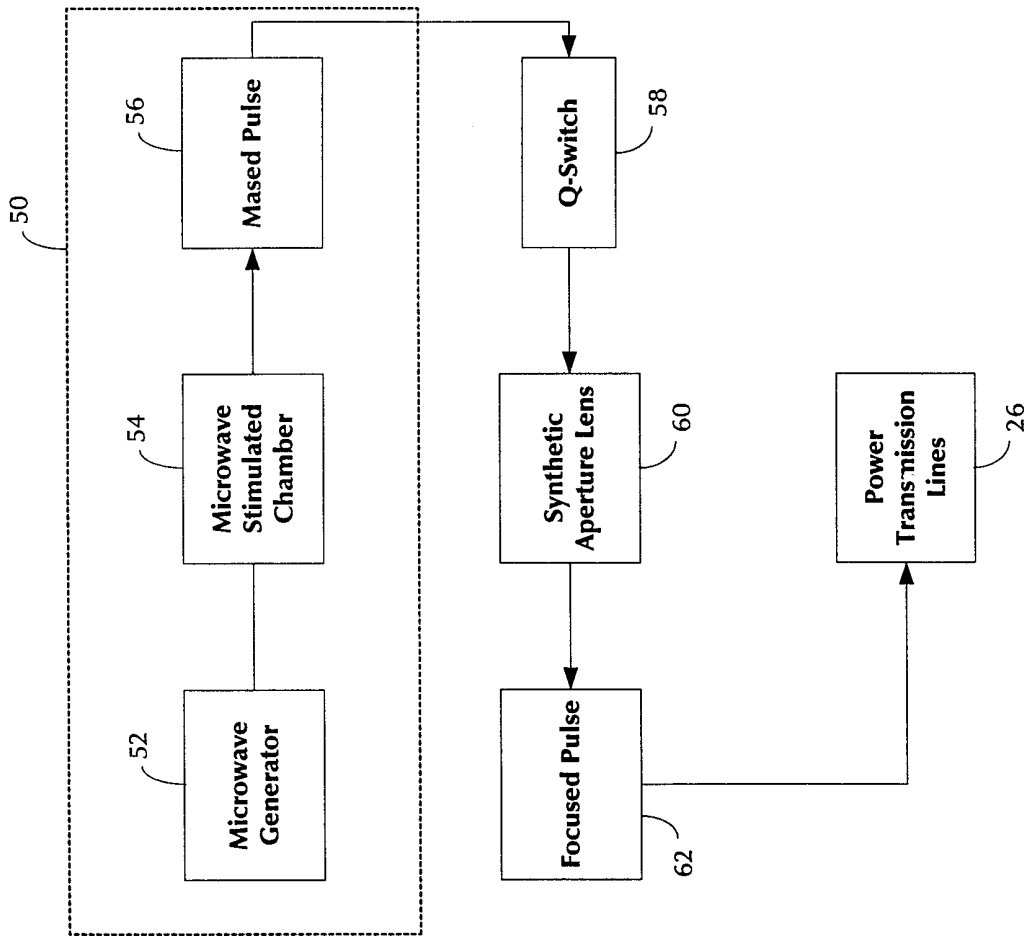 50
52
Microwave
Generator
54
Microwave
Stimulated
Chamber
56
Mased Pulse
Focused Pulse
62
Synthetic
Aperture Lens
60
Q-Switch
58
Power
Transmission
Lines
26